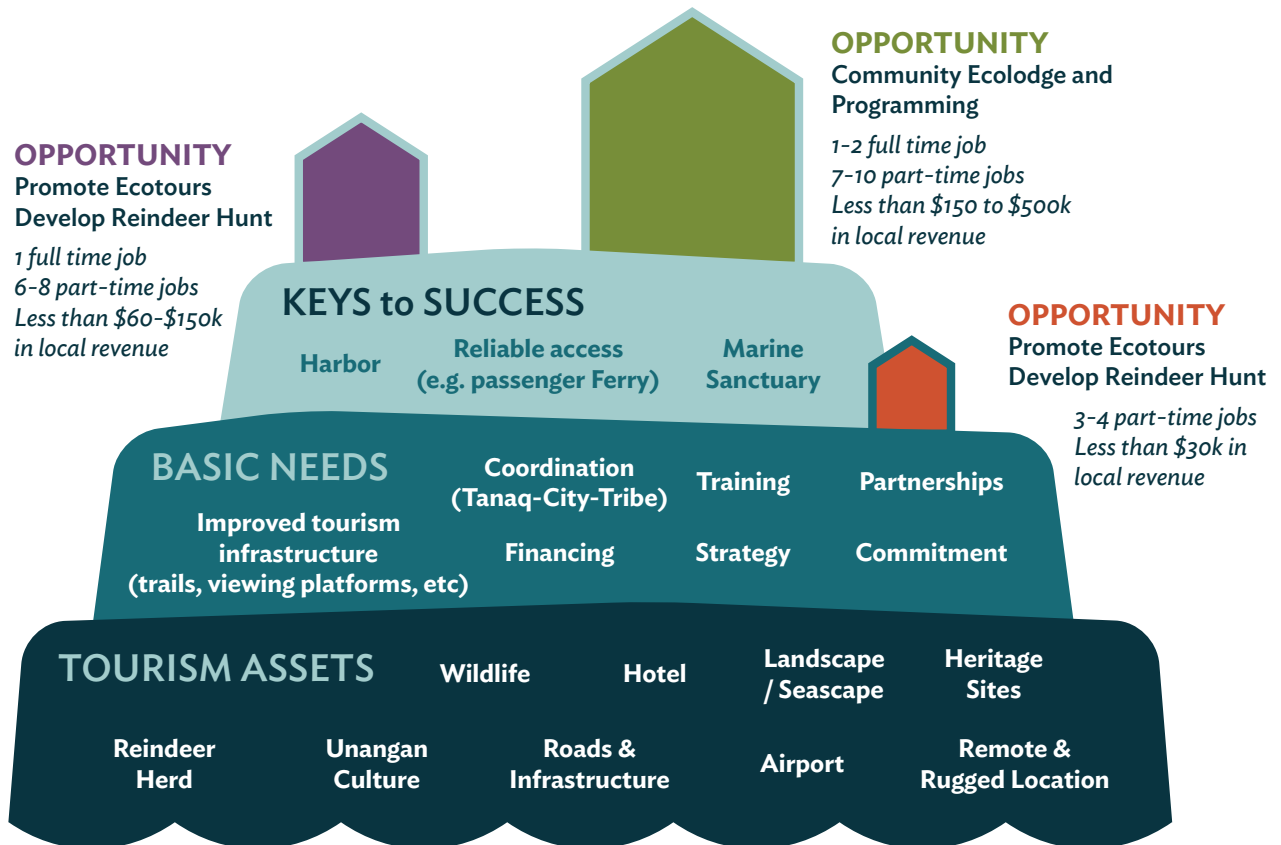 OPPORTUNITY
Community Ecolodge and
Programming
1-2 full time job
7-10 part-time jobs
Less than $150 to $500k
in local revenue
OPPORTUNITY
Promote Ecotours
Develop Reindeer Hunt
1 full time job
6-8 part-time jobs
Less than $60-$150k
in local revenue
KEYS to SUCCESS
Harbor
Reliable access
(e.g. passenger Ferry)
Marine
Sanctuary
OPPORTUNITY
Promote Ecotours
Develop Reindeer Hunt
3-4 part-time jobs
Less than $30k in
local revenue
BASIC NEEDS
Coordination
(Tanaq-City-Tribe)
Training
Partnerships
Improved tourism
infrastructure
(trails, viewing platforms, etc)
Financing
Strategy
Commitment
TOURISM ASSETS
Wildlife
Hotel
Landscape
/ Seascape
Heritage
Sites
Reindeer
Herd
Unangan
Culture
Roads &
Infrastructure
Airport
Remote &
Rugged Location